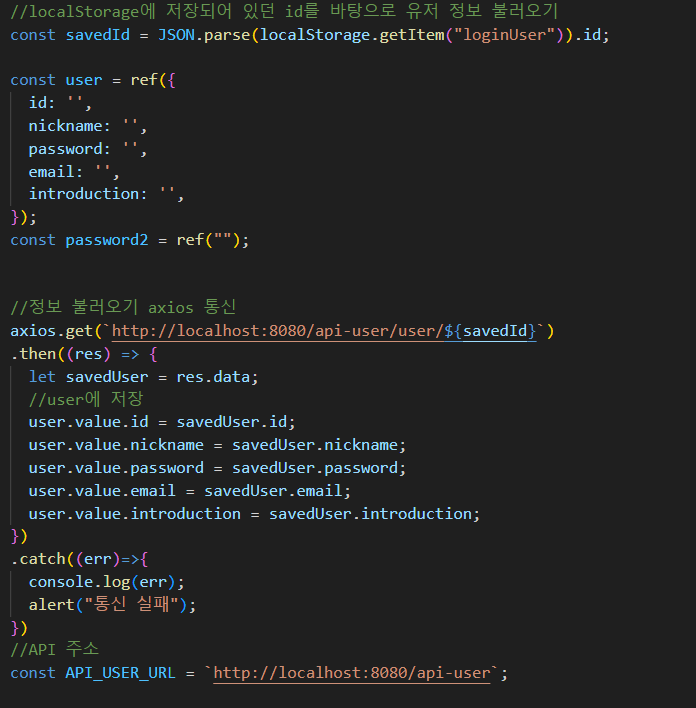 //localStorage에 저장되어 있던 id를 바탕으로 유저 정보 불러오기
const savedId = JSON.parse(localStorage.getItem("loginUser")).id;
const user = ref({
  id: '',
  nickname: '',
  password: '',
  email: '',
  introduction: '',
});
const password2 = ref("");
//정보 불러오기 axios 통신
axios.get(`http://localhost:8080/api-user/user/${savedId}`)
.then((res) => {
  let savedUser = res.data;
  //user에 저장
  user.value.id = savedUser.id;
  user.value.nickname = savedUser.nickname;
  user.value.password = savedUser.password;
  user.value.email = savedUser.email;
  user.value.introduction = savedUser.introduction;
})
.catch((err)=>{
  console.log(err);
  alert("통신 실패");
})
//API 주소
const API_USER_URL = `http://localhost:8080/api-user`;